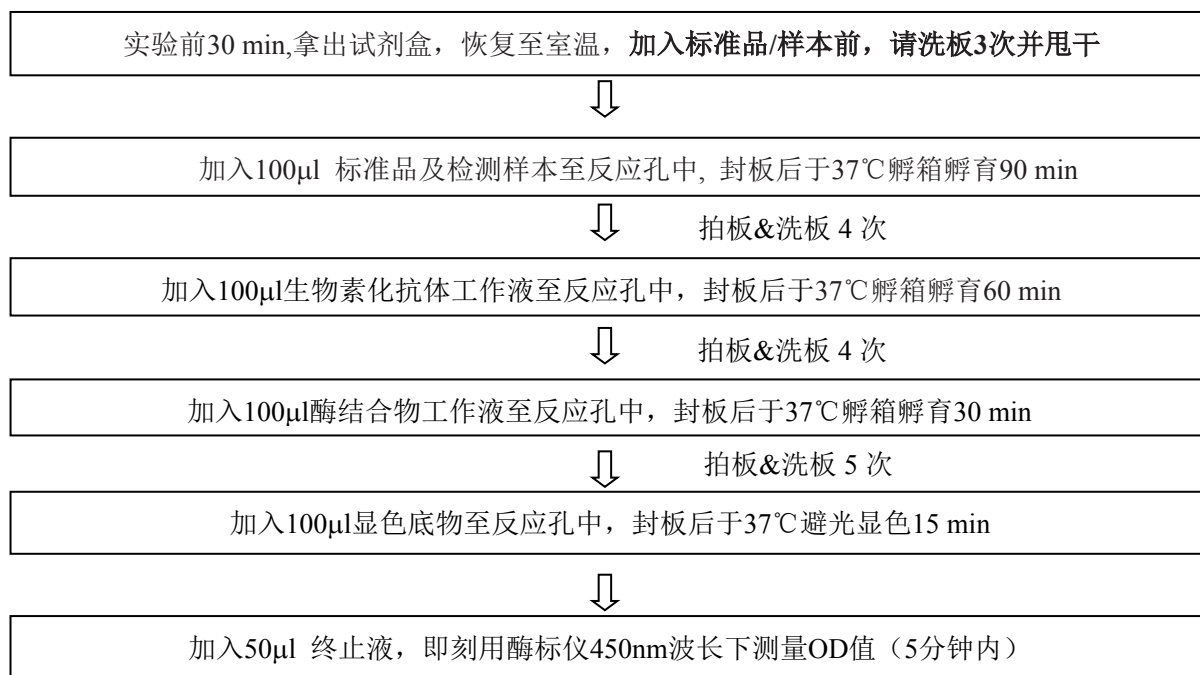 实验前30 min,拿出试剂盒，恢复至室温，加入标准品/样本前，请洗板3次并甩干
加入100μl 标准品及检测样本至反应孔中, 封板后于37℃孵箱孵育90 min
拍板&洗板 4 次
加入100μl生物素化抗体工作液至反应孔中，封板后于37℃孵箱孵育60 min
拍板&洗板 4 次
加入100μl酶结合物工作液至反应孔中，封板后于37℃孵箱孵育30 min
拍板&洗板 5 次
加入100μl显色底物至反应孔中，封板后于37℃避光显色15 min
加入50μl 终止液，即刻用酶标仪450nm波长下测量OD值（5分钟内）